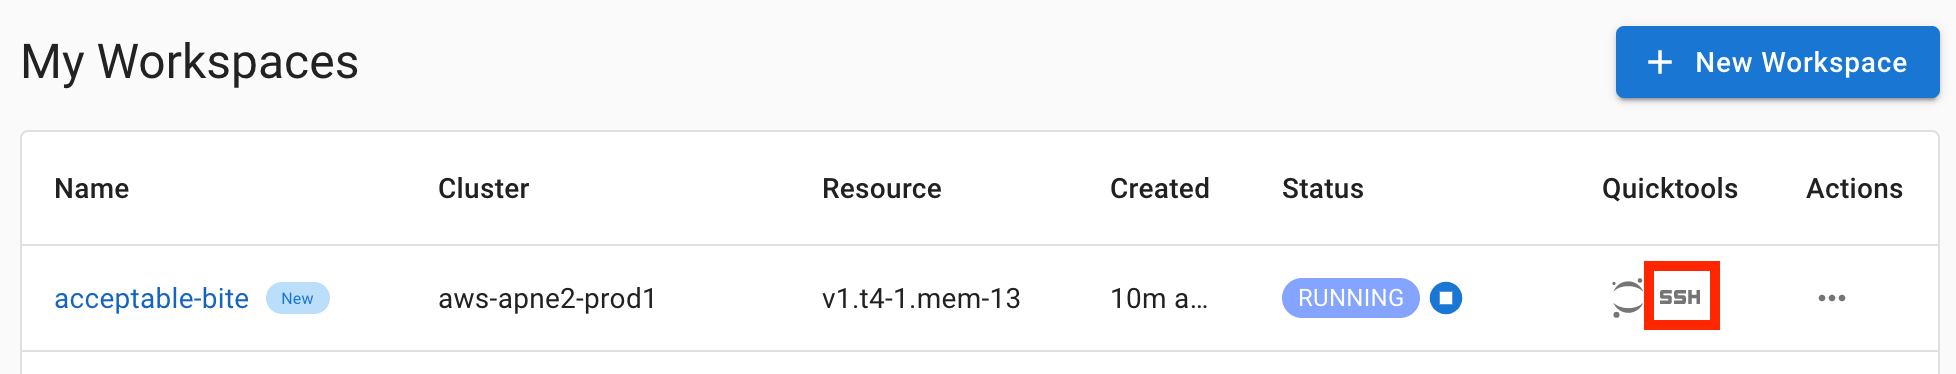 My Workspaces
+ New Workspace
Name Cluster Resource Created Status Quicktools Actions
acceptable-bite New aws-apne2-prod1 v1.t4-1.mem-13 10m a... RUNNING SSH